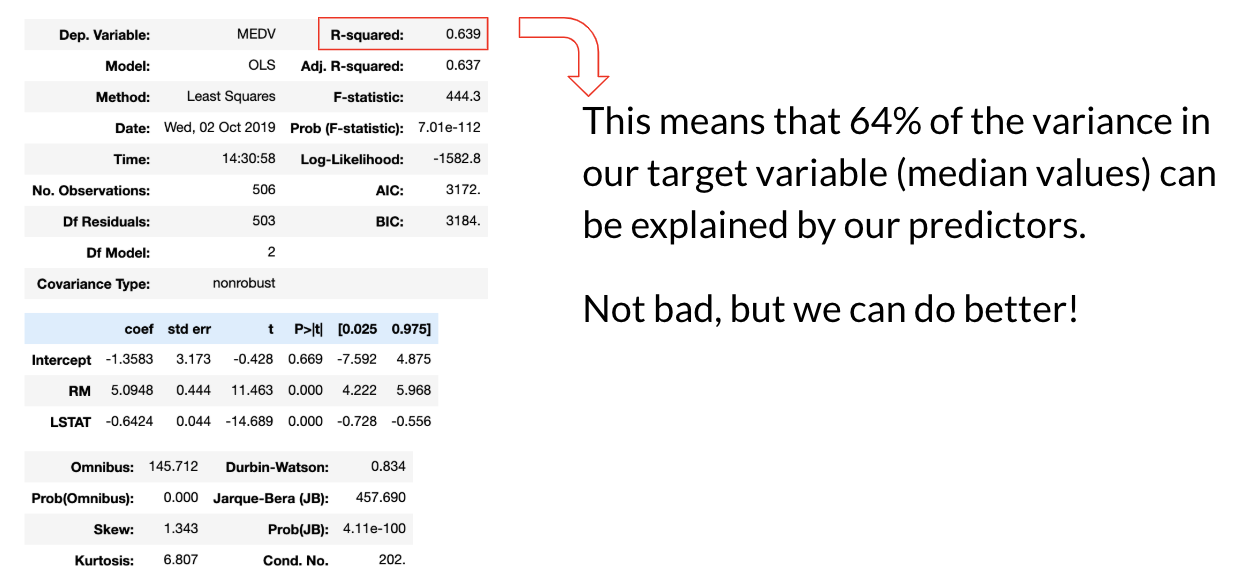 Dep. Variable: MEDV R-squared: 0.639
Model: OLS Adj. R-squared: 0.637
Method: Least Squares F-statistic: 444.3
Date: Wed, 02 Oct 2019 Prob (F-statistic): 7.01e-112
Time: 14:30:58 Log-Likelihood: -1582.8
No. Observations: 506 AIC: 3172.
Df Residuals: 503 BIC: 3184.
Df Model: 2
Covariance Type: nonrobust
coef std err t P>|t| [0.025 0.975]
Intercept -1.3583 3.173 -0.428 0.669 -7.592 4.875
RM 5.0948 0.444 11.463 0.000 4.222 5.968
LSTAT -0.6424 0.044 -14.689 0.000 -0.728 -0.556
Omnibus: 145.712 Durbin-Watson: 0.834
Prob(Omnibus): 0.000 Jarque-Bera (JB): 457.690
Skew: 1.343 Prob(JB): 4.11e-100
Kurtosis: 6.807 Cond. No. 202.
This means that 64% of the variance in
our target variable (median values) can
be explained by our predictors.
Not bad, but we can do better!